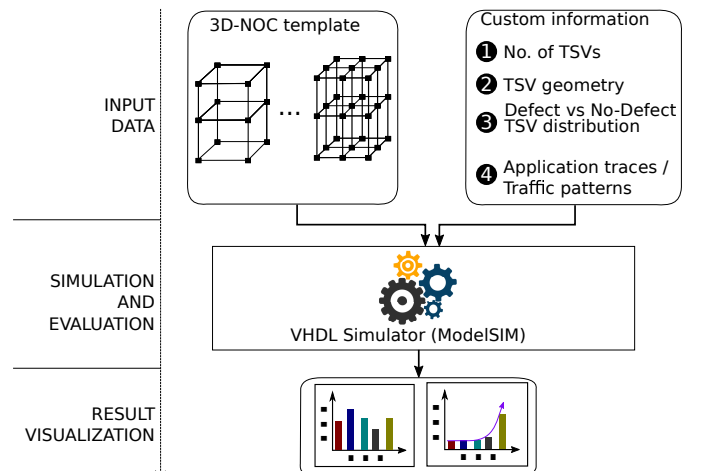 INPUT
DATA
3D-NOC template
...
Custom information
1 No. of TSVs
2 TSV geometry
3 Defect vs No-Defect
TSV distribution
4 Application traces /
Traffic patterns
SIMULATION
AND
EVALUATION
VHDL Simulator (ModelSIM)
RESULT
VISUALIZATION